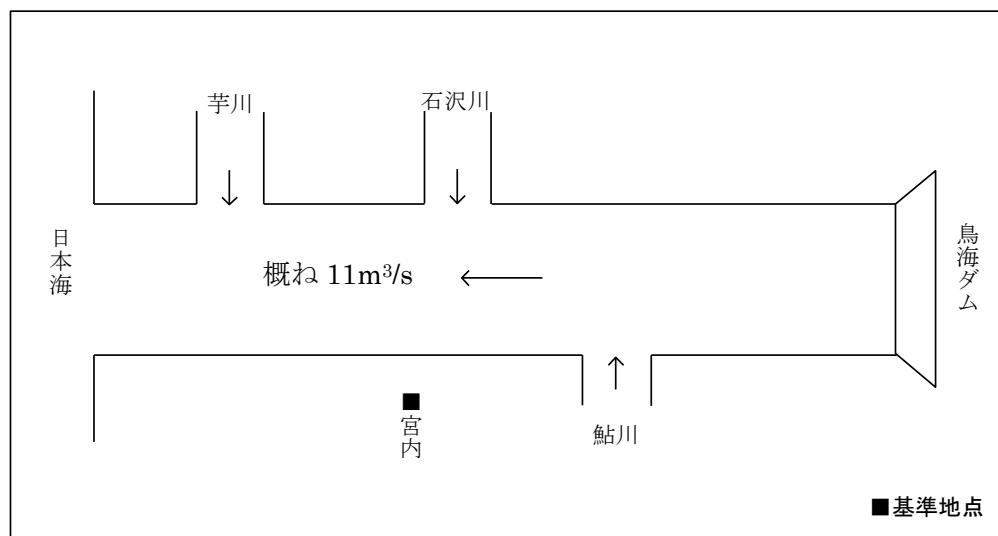 芋川
石沢川
日本海
概ね 11m³/s
鳥海ダム
■宮内
鮎川
■基準地点